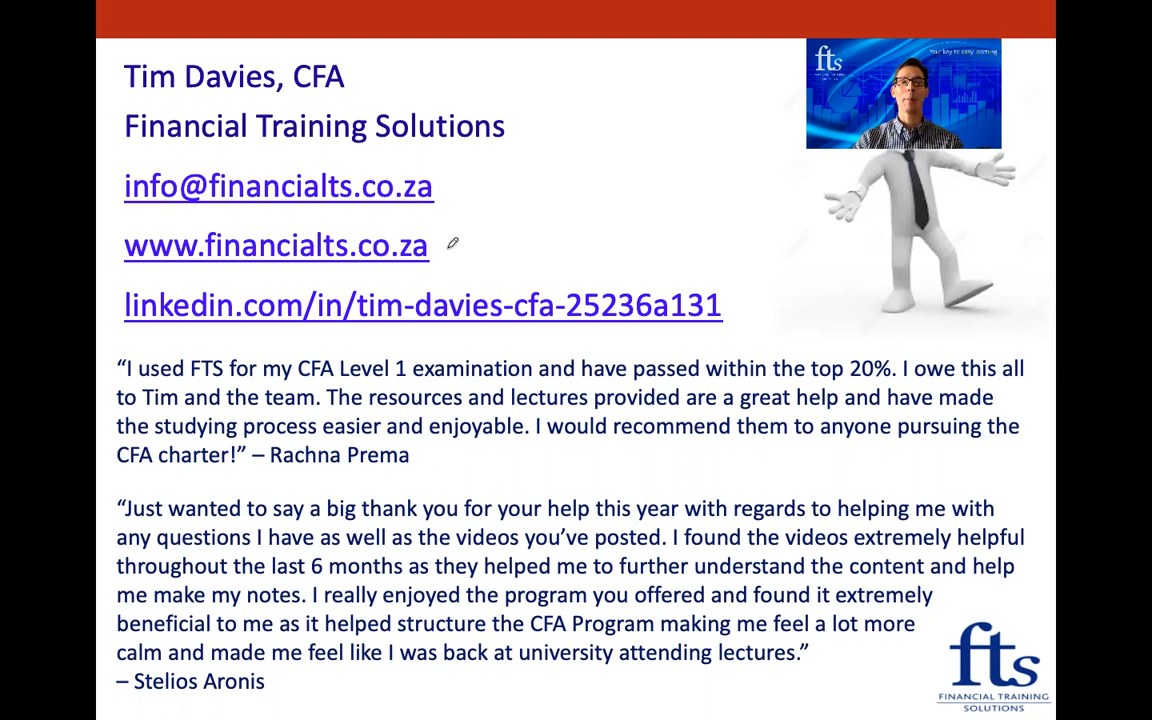 Tim Davies, CFA
Financial Training Solutions
info@financialts.co.za
www.financialts.co.za
linkedin.com/in/tim-davies-cfa-25236a131
fts
Your key to easy learning
“I used FTS for my CFA Level 1 examination and have passed within the top 20%. I owe this all
to Tim and the team. The resources and lectures provided are a great help and have made
the studying process easier and enjoyable. I would recommend them to anyone pursuing the
CFA charter!” – Rachna Prema
“Just wanted to say a big thank you for your help this year with regards to helping me with
any questions I have as well as the videos you’ve posted. I found the videos extremely helpful
throughout the last 6 months as they helped me to further understand the content and help
me make my notes. I really enjoyed the program you offered and found it extremely
beneficial to me as it helped structure the CFA Program making me feel a lot more
calm and made me feel like I was back at university attending lectures.”
– Stelios Aronis
fts
FINANCIAL TRAINING
SOLUTIONS